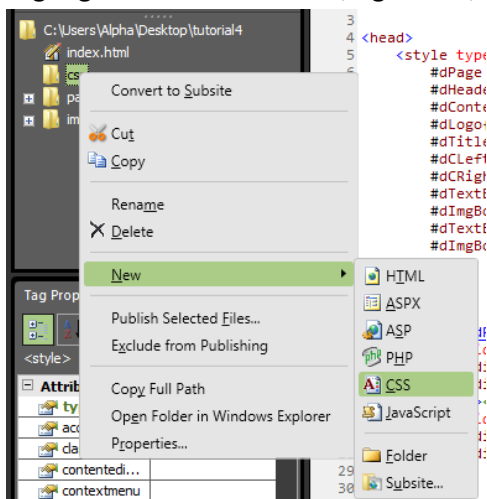 C:\Users\Alpha\Desktop\tutorial4
index.html
cs
pa
im
Convert to Subsite
Cut
Copy
Rename
Delete
New
Publish Selected Files...
Exclude from Publishing
Copy Full Path
Open Folder in Windows Explorer
Properties...
HTML
ASPX
ASP
PHP
CSS
JavaScript
Folder
Subsite...
3
4 <head>
5 <style type
#dPage
#dHeade
#dConte
#dLogo
#dTitle
#dCLeft
#dCRigh
#dTextB
#dImgBo
#dTextB
#dImgBo
Tag Prop
<style>
Attrib
ty
acc
cla
contentedi...
contextmenu
29
30